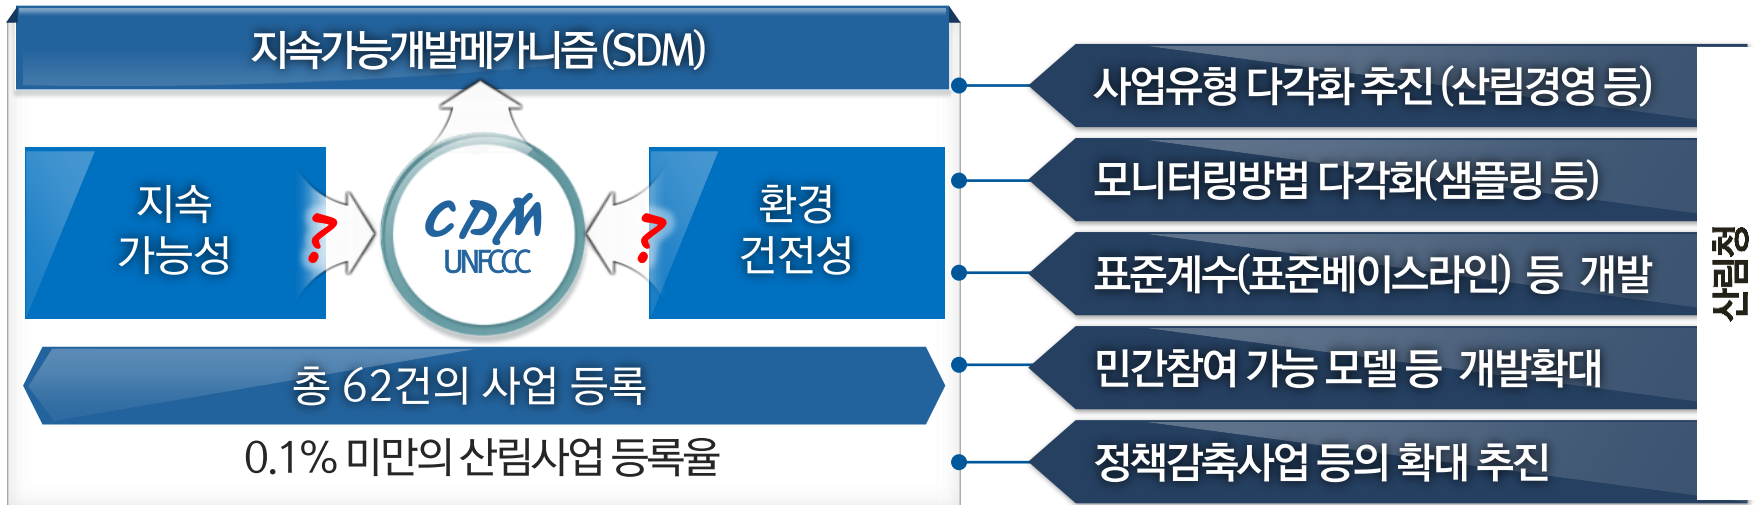 지속가능개발메카니즘(SDM)
지속
가능성
?
CDM
UNFCCC
?
환경
건전성
총 62건의 사업 등록
0.1% 미만의 산림사업 등록율
사업유형 다각화 추진 (산림경영 등)
모니터링방법 다각화(샘플링 등)
표준계수(표준베이스라인) 등 개발
민간참여 가능 모델 등 개발확대
정책감축사업 등의 확대 추진
산림청